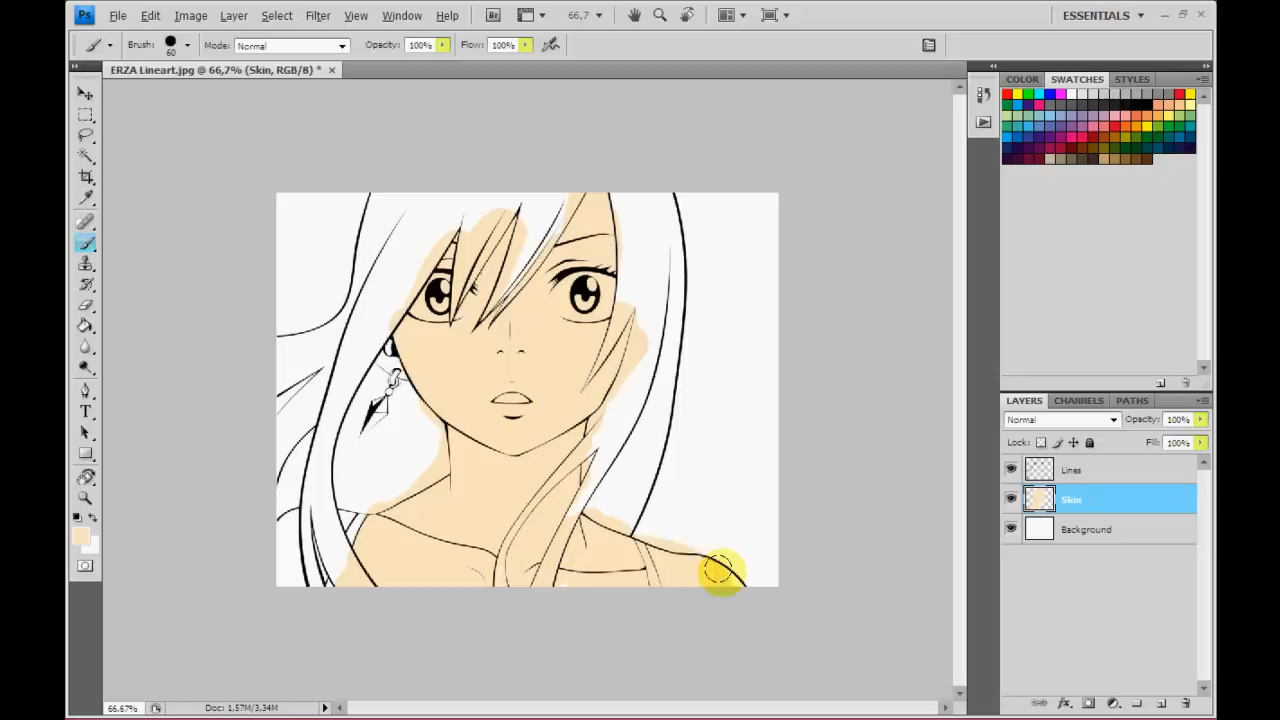 Ps File Edit Image Layer Select Filter View Window Help Br 66,7 ESSENTIALS
Brush: 60 Mode: Normal Opacity: 100% Flow: 100%
ERZA Lineart.jpg @ 66,7% (Skin, RGB/8) *
COLOR SWATCHES STYLES
LAYERS CHANNELS PATHS
Normal Opacity: 100%
Lock: Fill: 100%
Lines
Skin
Background
T
66.67% Doc: 1,57M/3,34M